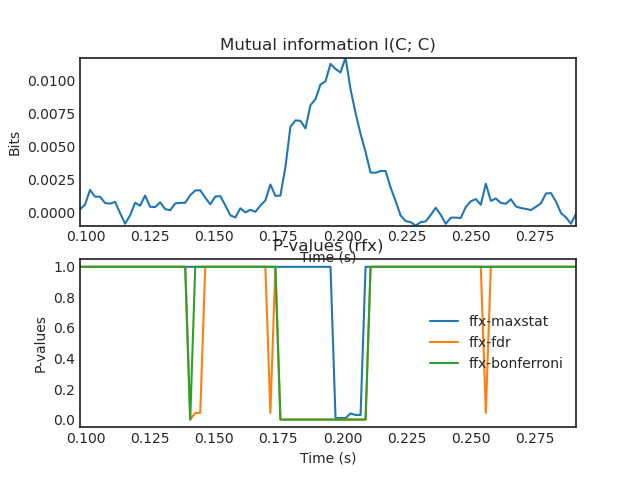 Mutual information I(C; C)
0.0100
0.0075
0.0050
0.0025
0.0000
Bits
0.100 0.125 0.150 0.175 0.200 0.225 0.250 0.275
Time (s)
P-values (rfx)
1.0
0.8
0.6
0.4
0.2
0.0
P-values
ffx-maxstat
ffx-fdr
ffx-bonferroni
0.100 0.125 0.150 0.175 0.200 0.225 0.250 0.275
Time (s)